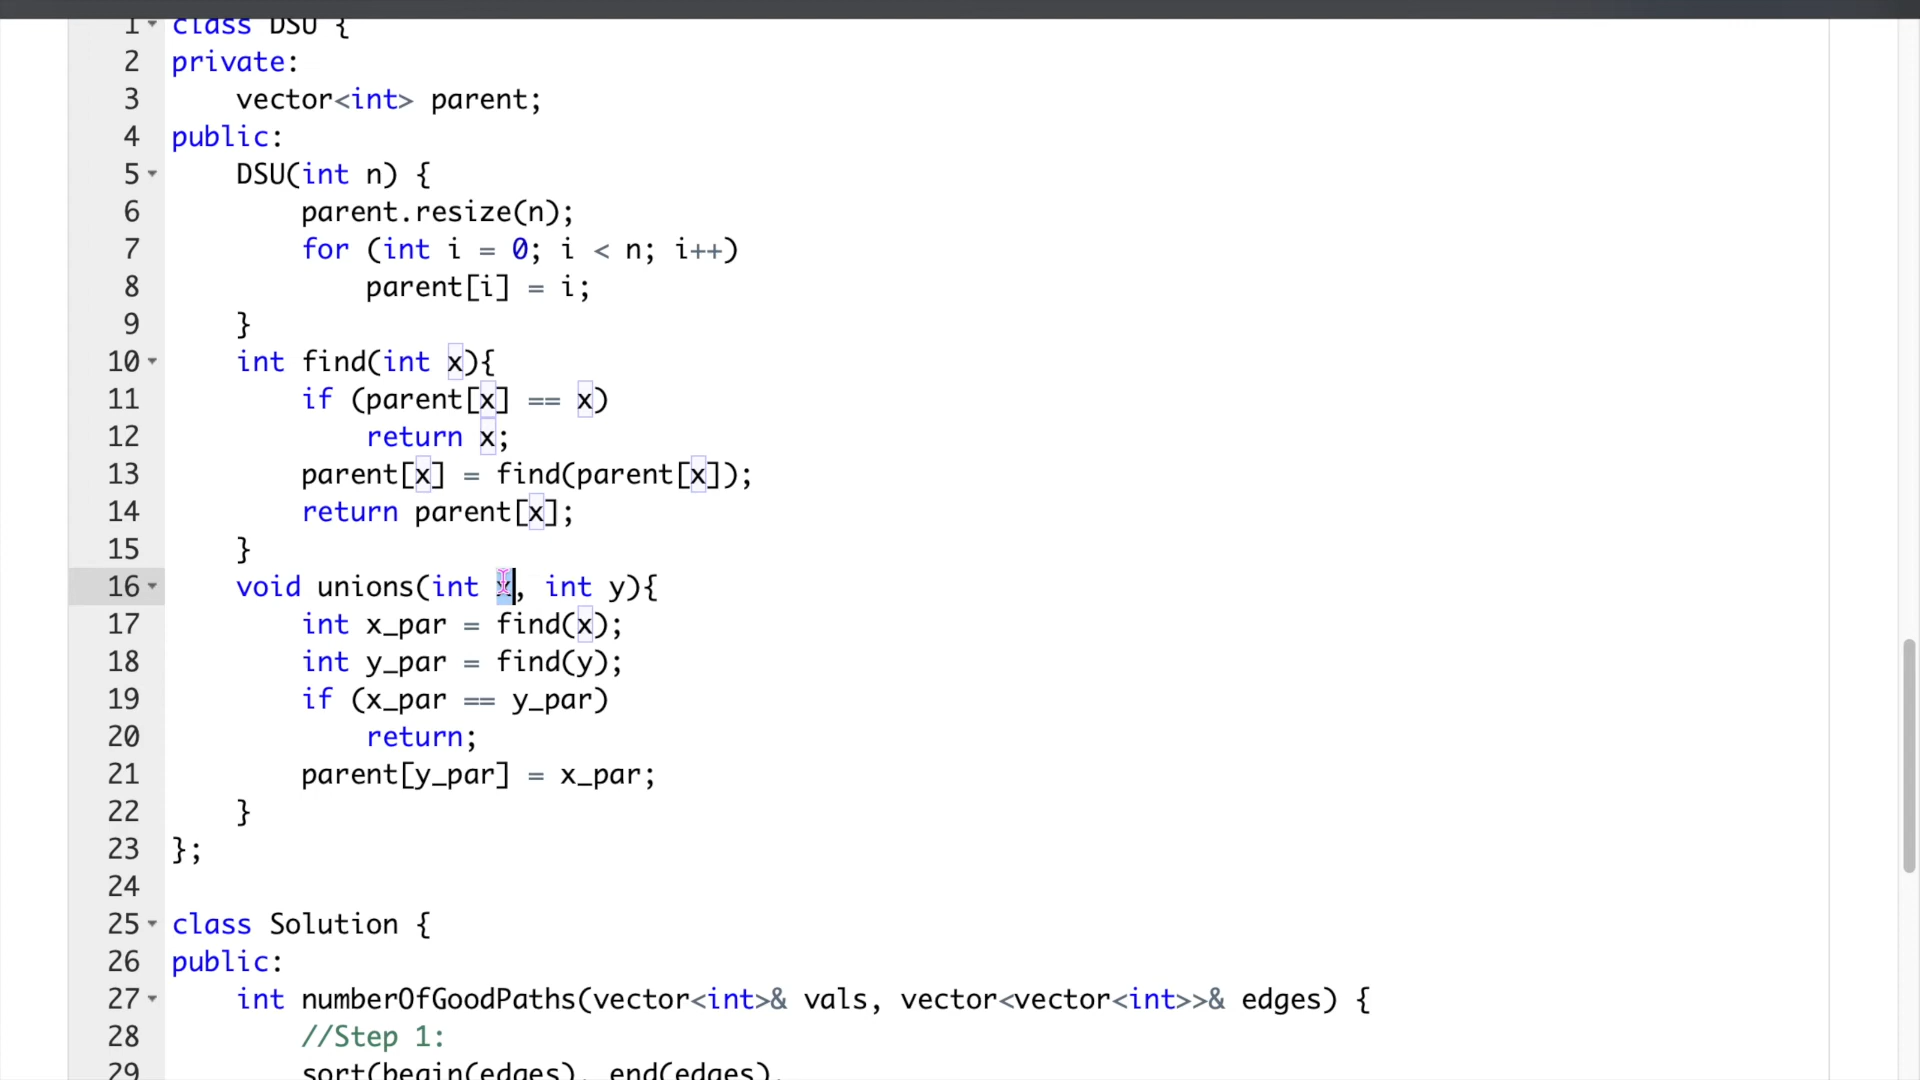 1 class DSU {
2 private:
3 vector<int> parent;
4 public:
5 DSU(int n) {
6 parent.resize(n);
7 for (int i = 0; i < n; i++)
8 parent[i] = i;
9 }
10 int find(int x){
11 if (parent[x] == x)
12 return x;
13 parent[x] = find(parent[x]);
14 return parent[x];
15 }
16 void unions(int x, int y){
17 int x_par = find(x);
18 int y_par = find(y);
19 if (x_par == y_par)
20 return;
21 parent[y_par] = x_par;
22 }
23 };
24
25 class Solution {
26 public:
27 int numberOfGoodPaths(vector<int>& vals, vector<vector<int>>& edges) {
28 //Step 1:
29 sort(begin(edges), end(edges),